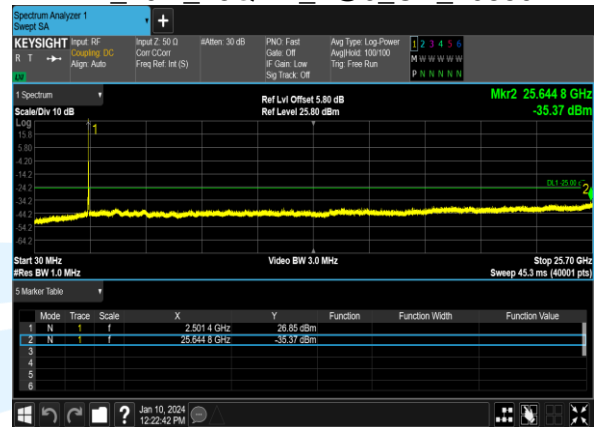 Spectrum Analyzer 1
Swept SA
+
KEYSIGHT
R T
Input: RF
Coupling: DC
Align: Auto
Input Z: 50 Ω
Corr CCorr
Freq Ref: Int (S)
#Atten: 30 dB
PNO: Fast
Gate: Off
IF Gain: Low
Sig Track: Off
Avg Type: Log-Power
Avg|Hold: 100/100
Trig: Free Run
1 2 3 4 5 6
M W W W W W
P N N N N N
LW
1 Spectrum
Scale/Div 10 dB
Ref Lvl Offset 5.80 dB
Ref Level 25.80 dBm
Mkr2 25.644 8 GHz
-35.37 dBm
Log
1
15.8
5.80
-4.20
-14.2
-24.2
-34.2
-44.2
-54.2
-64.2
2
Start 30 MHz
#Res BW 1.0 MHz
Video BW 3.0 MHz
Stop 25.70 GHz
Sweep 45.3 ms (40001 pts)
5 Marker Table
Mode Trace Scale X Y Function Function Width Function Value
1 N 1 f 2.501 4 GHz 26.85 dBm
2 N 1 f 25.644 8 GHz -35.37 dBm
3
4
5
6
?
Jan 10, 2024
12:22:42 PM